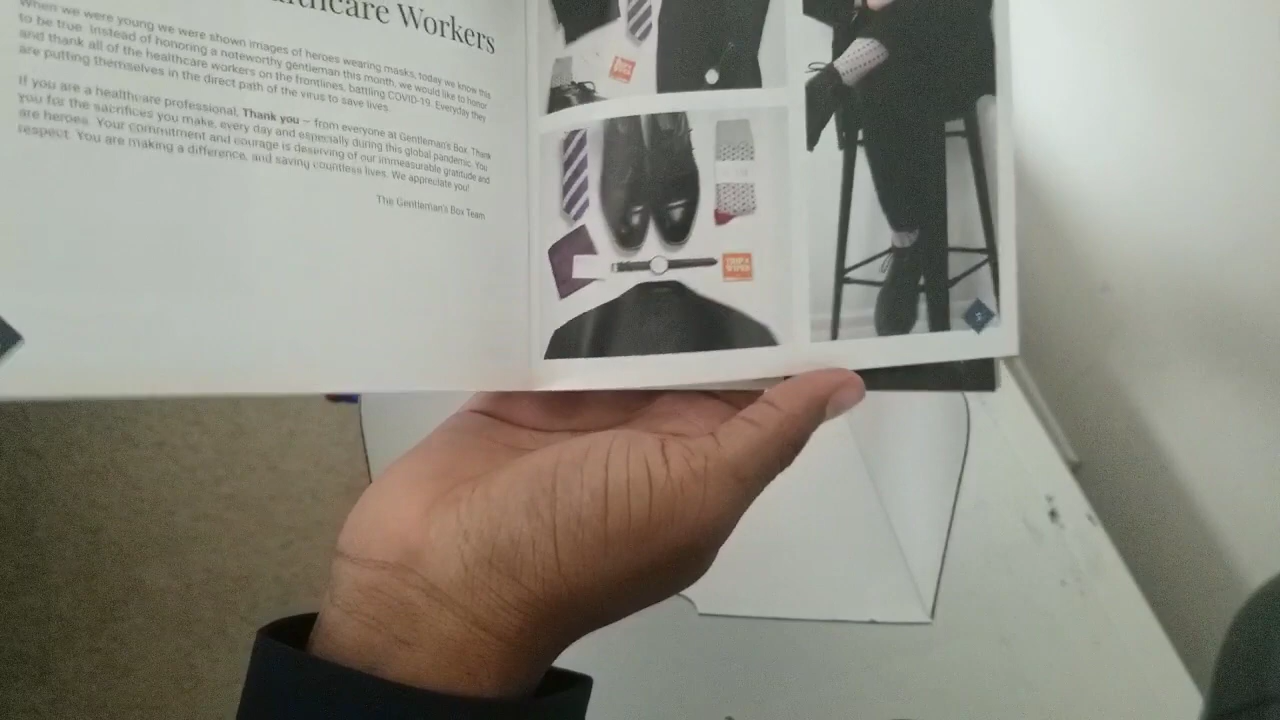 Healthcare Workers
When we were young we were shown images of heroes wearing masks, today we know this
to be true. Instead of honoring a noteworthy gentleman this month, we would like to honor
and thank all of the healthcare workers on the frontlines, battling COVID-19. Everyday they
are putting themselves in the direct path of the virus to save lives.
If you are a healthcare professional, Thank you – from everyone at Gentleman's Box. Thank
you for the sacrifices you make, every day and especially during this global pandemic. You
are heroes. Your commitment and courage is deserving of our immeasurable gratitude and
respect. You are making a difference, and saving countless lives. We appreciate you!
The Gentleman's Box Team